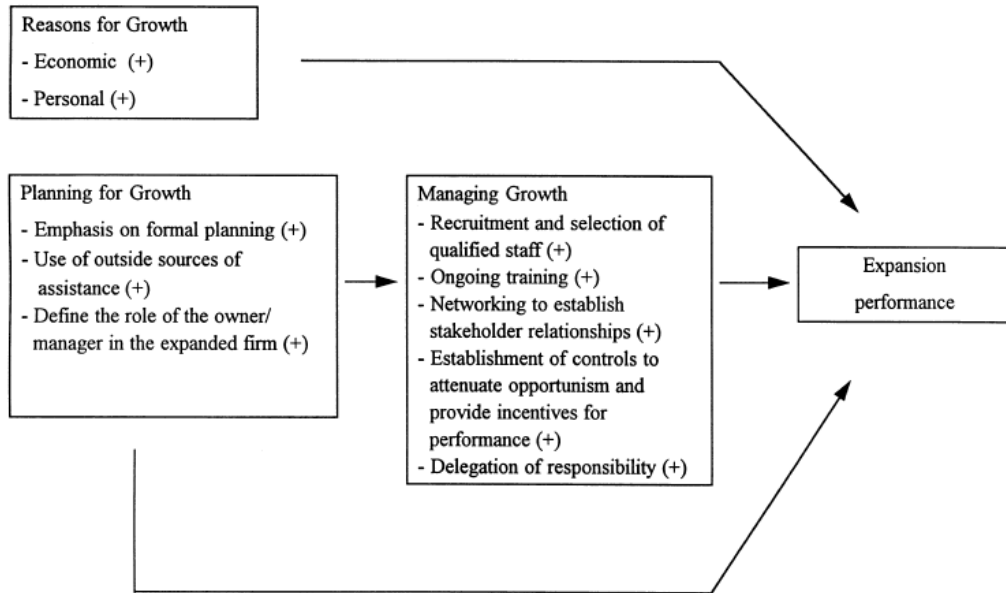 Reasons for Growth
- Economic (+)
- Personal (+)
Planning for Growth
- Emphasis on formal planning (+)
- Use of outside sources of
assistance (+)
- Define the role of the owner/
manager in the expanded firm (+)
Managing Growth
- Recruitment and selection of
qualified staff (+)
- Ongoing training (+)
- Networking to establish
stakeholder relationships (+)
- Establishment of controls to
attenuate opportunism and
provide incentives for
performance (+)
- Delegation of responsibility (+)
Expansion
performance